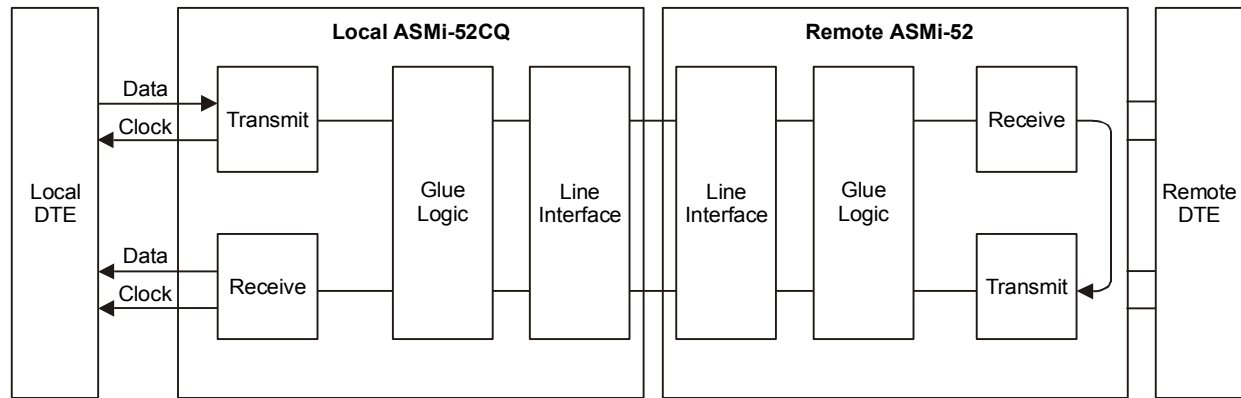 Local ASMi-52CQ
Remote ASMi-52
Data
Clock
Transmit
Receive
Local
DTE
Glue
Logic
Line
Interface
Line
Interface
Glue
Logic
Remote
DTE
Data
Clock
Receive
Transmit